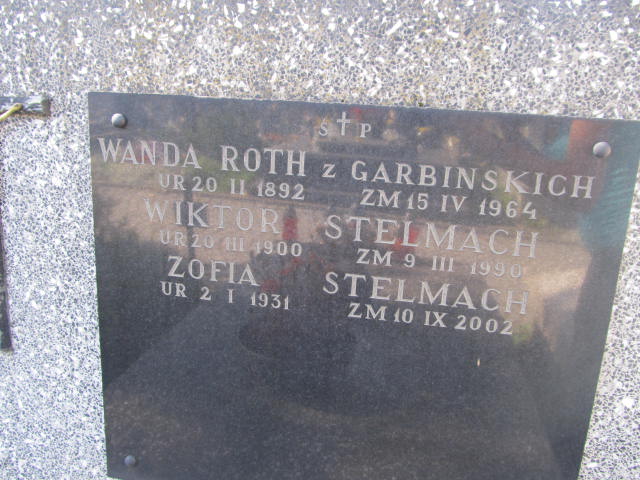 S † P
WANDA ROTH z GARBINSKICH
UR 20 II 1892 ZM 15 IV 1964
WIKTOR STELMACH
UR 20 III 1900 ZM 9 III 1990
ZOFIA STELMACH
UR 2 I 1931 ZM 10 IX 2002